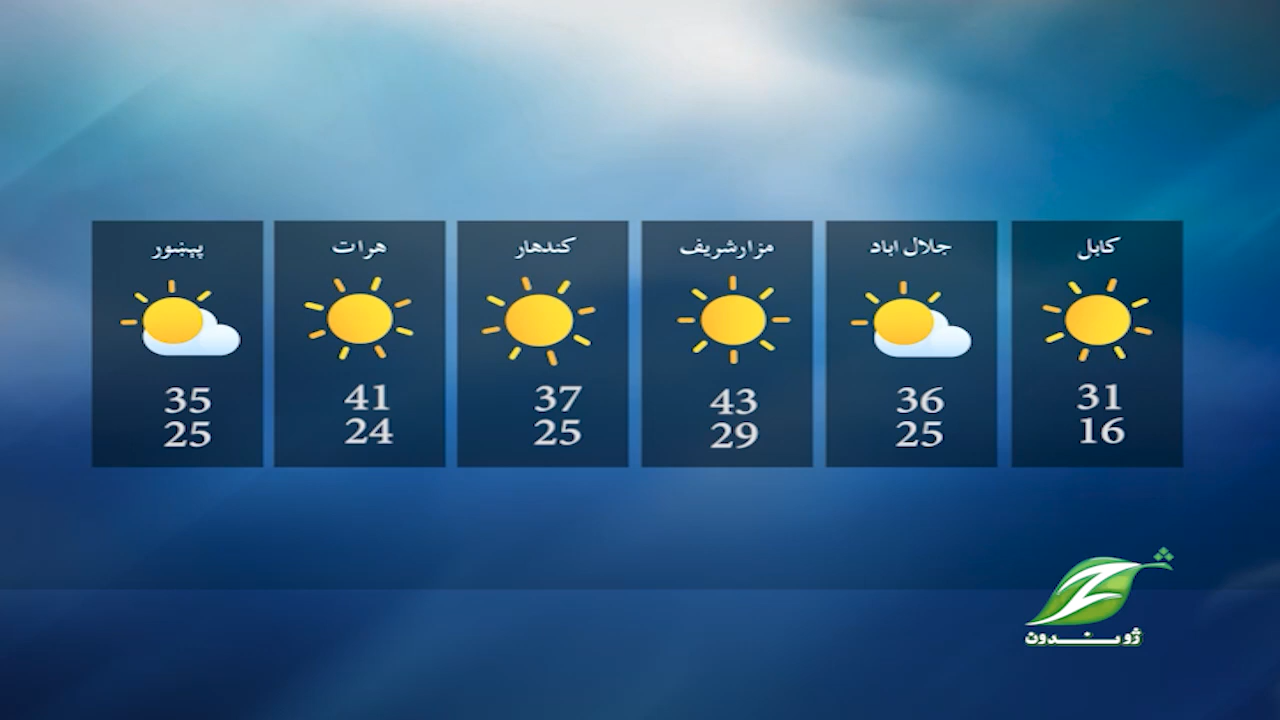 کابل
31
16
جلال اباد
36
25
مزارشریف
43
29
کندهار
37
25
هرات
41
24
پېښور
35
25
ژوندون